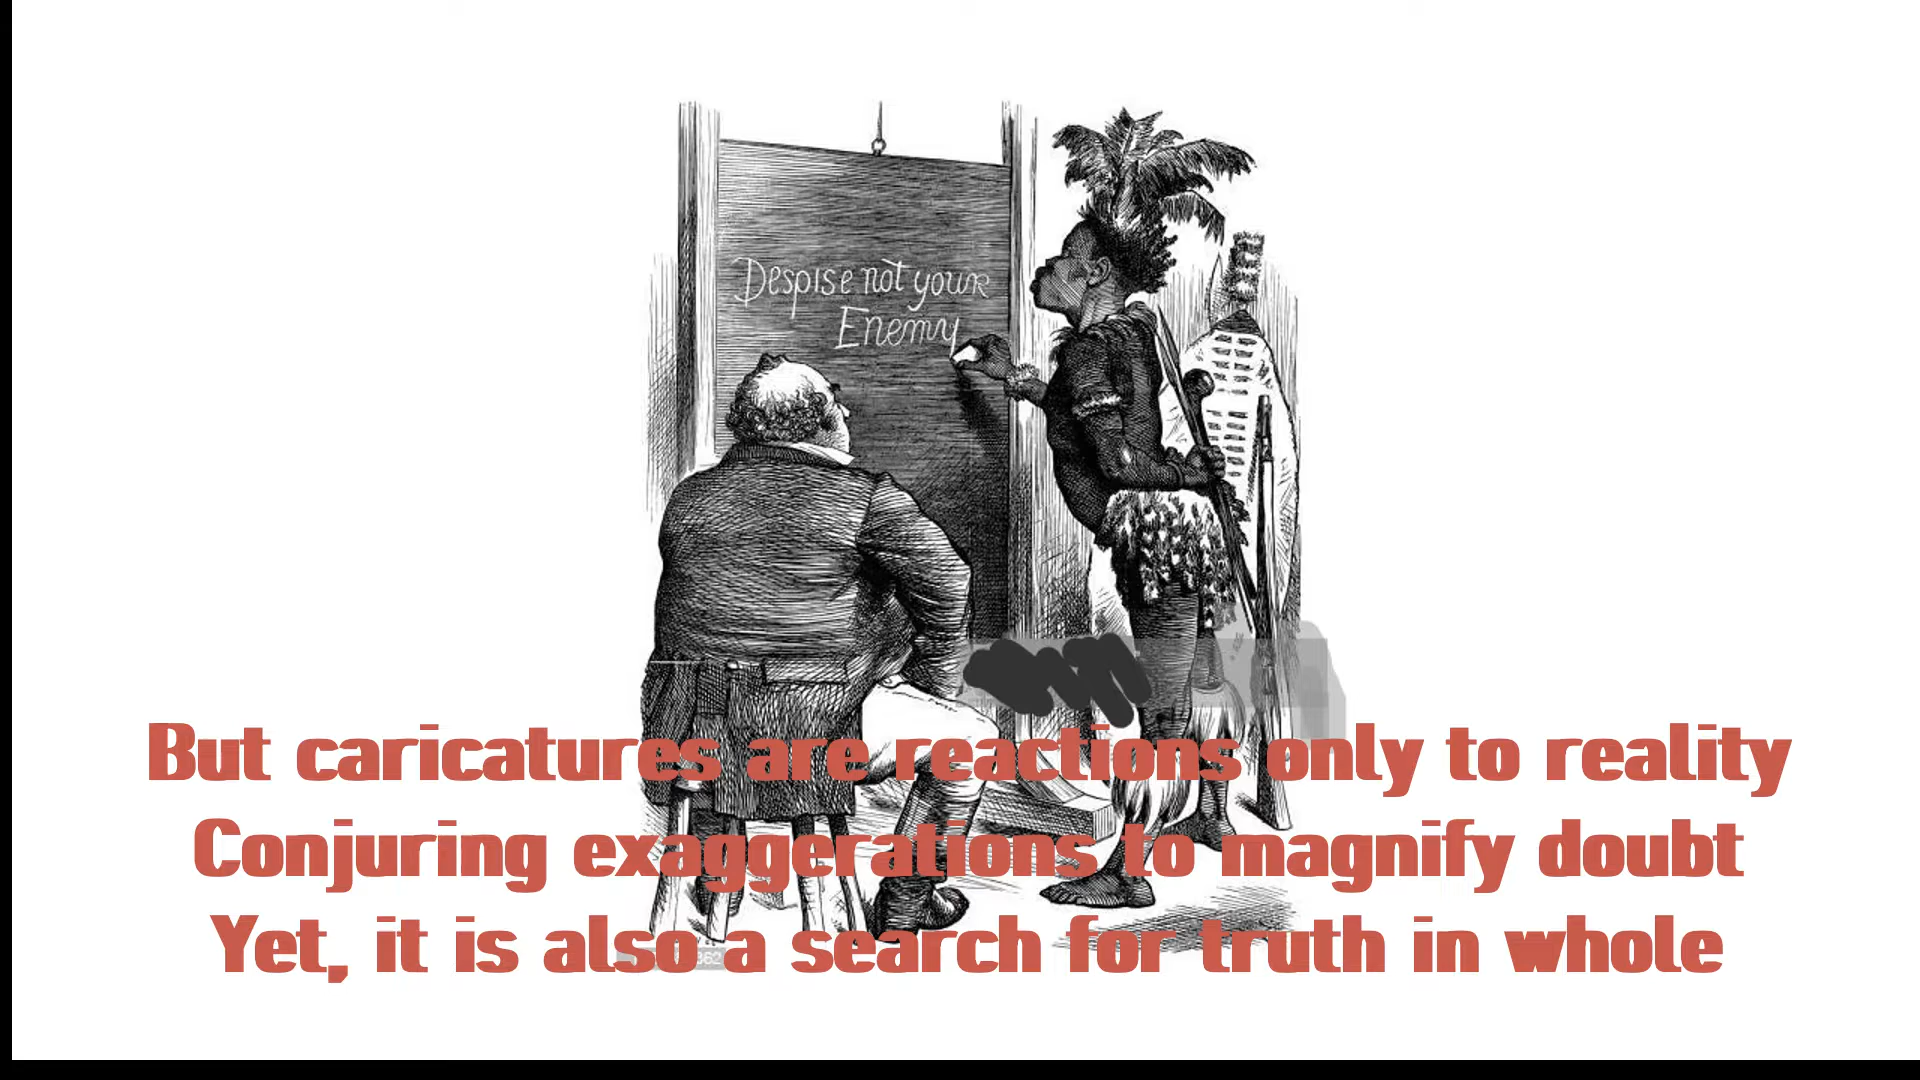 Despise not your
Enemy
But caricatures are reactions only to reality
Conjuring exaggerations to magnify doubt
Yet, it is also a search for truth in whole